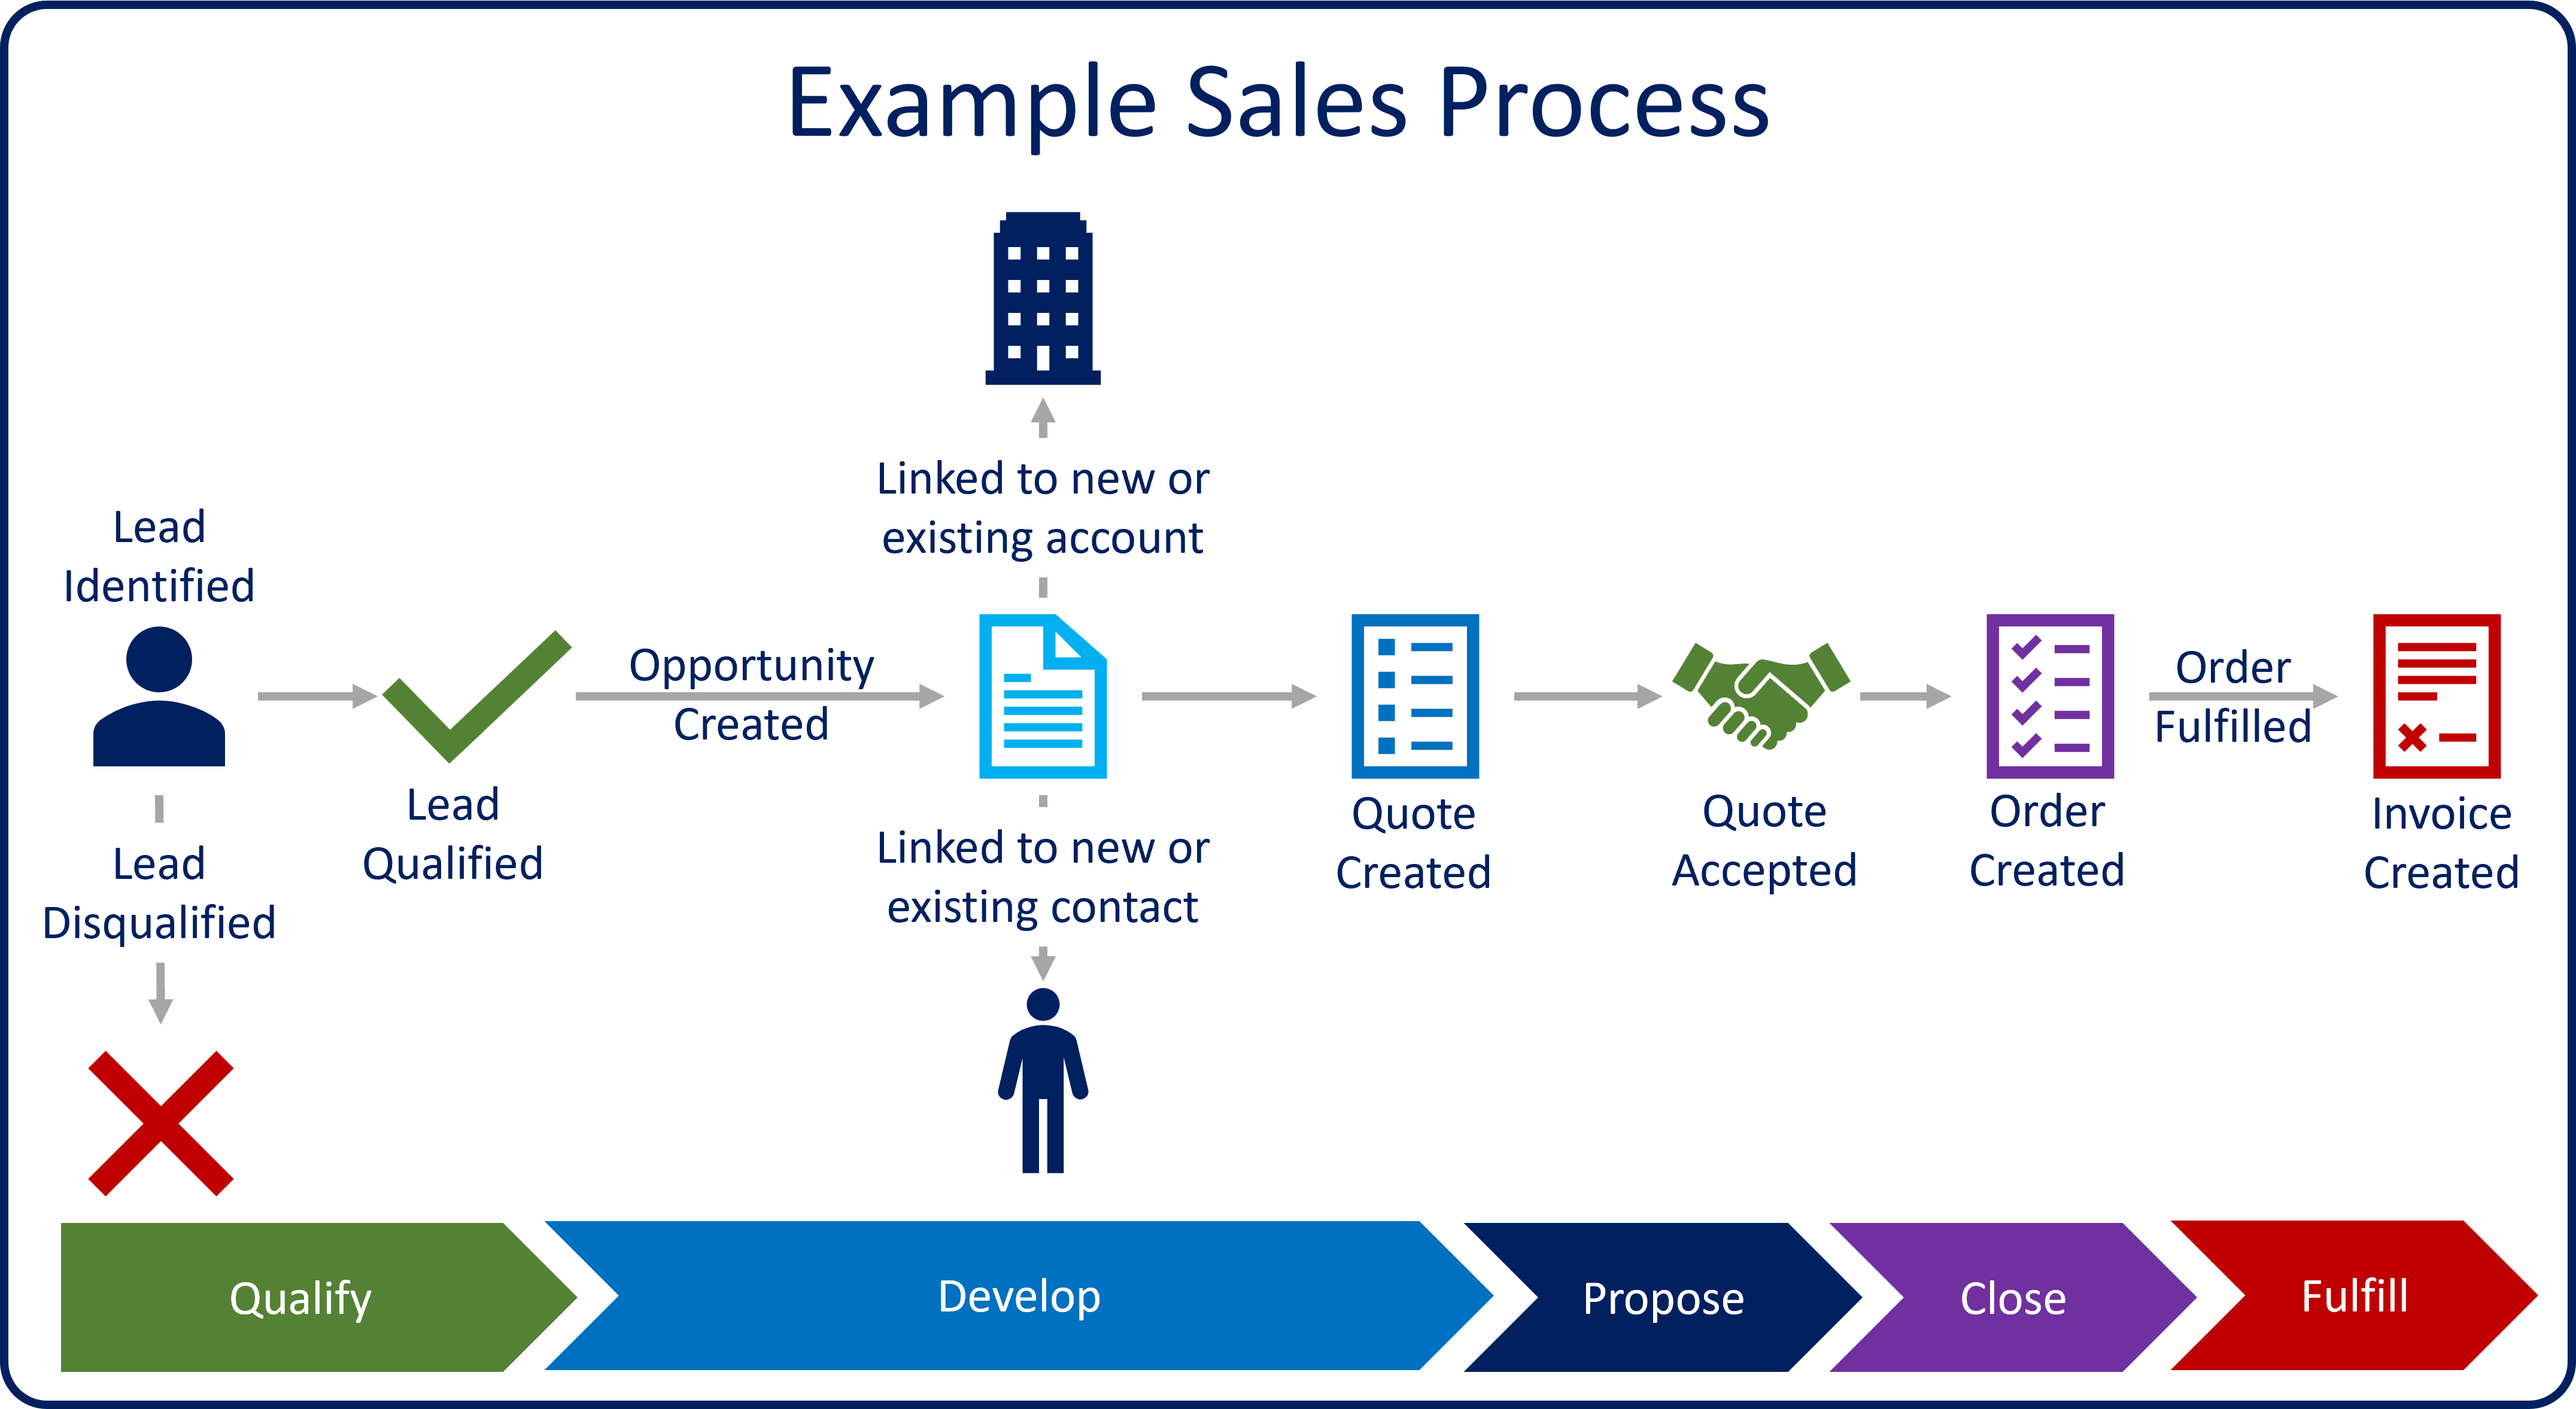 Example Sales Process
Linked to new or
existing account
Lead
Identified
Opportunity
Created
Order
Fulfilled
Lead
Qualified
Lead
Disqualified
Linked to new or
existing contact
Quote
Created
Quote
Accepted
Order
Created
Invoice
Created
Qualify
Develop
Propose
Close
Fulfill